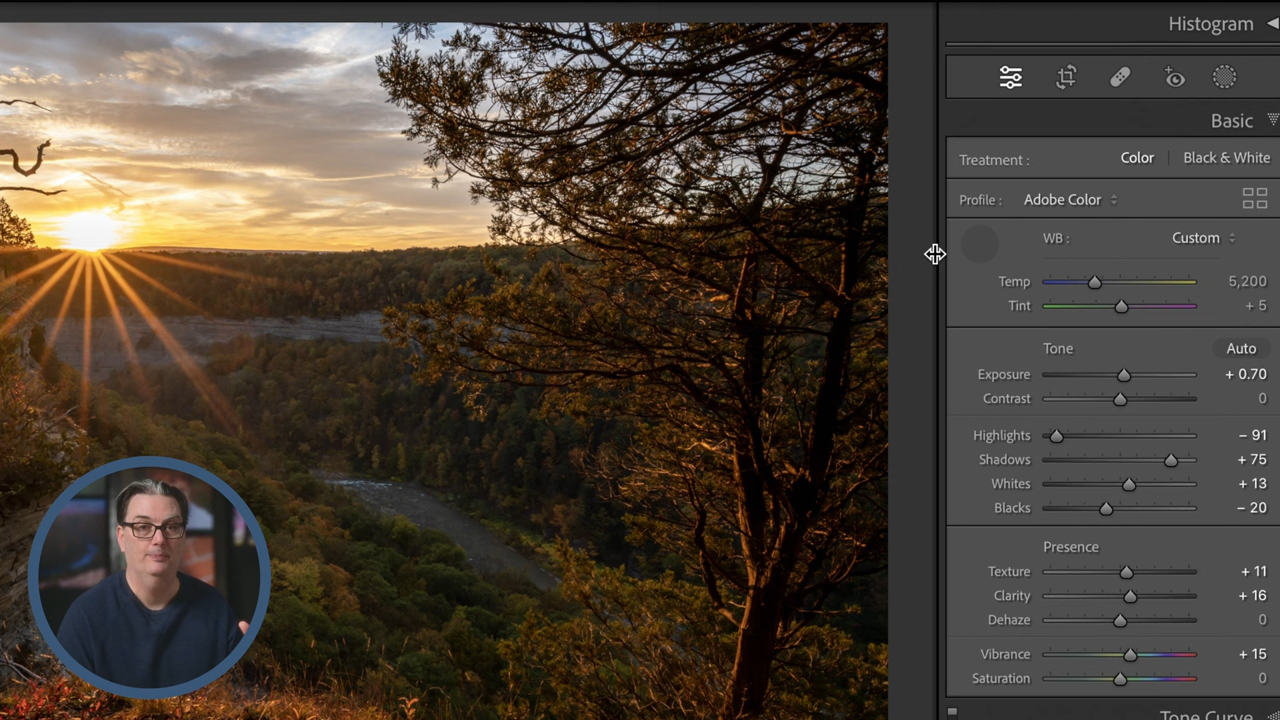 Histogram
Basic
Treatment : Color Black & White
Profile : Adobe Color
WB : Custom
Temp 5,200
Tint + 5
Tone Auto
Exposure + 0.70
Contrast 0
Highlights – 91
Shadows + 75
Whites + 13
Blacks – 20
Presence
Texture + 11
Clarity + 16
Dehaze 0
Vibrance + 15
Saturation 0
Tone Curve